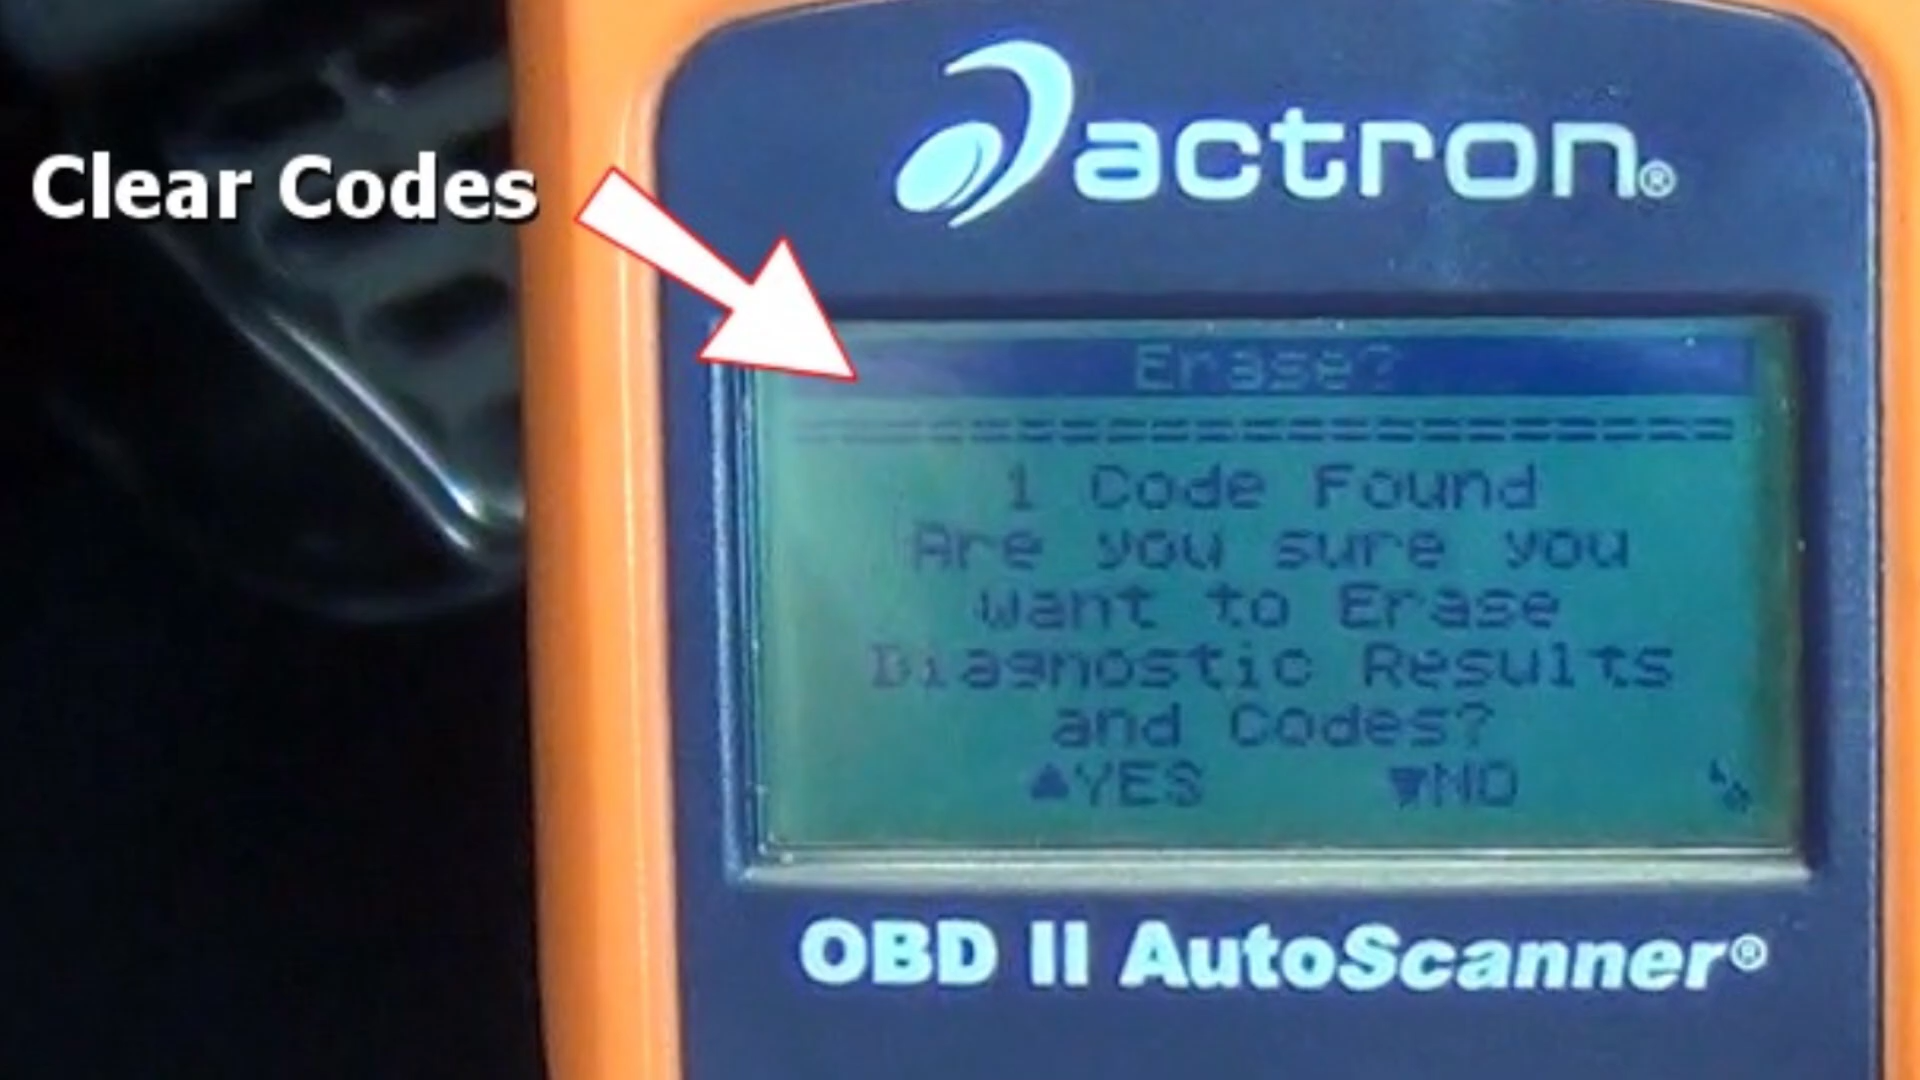 Clear Codes
actron®
Erase?
====================
1 Code Found
Are you sure you
want to Erase
Diagnostic Results
and Codes?
▲YES ▼NO
OBD II AutoScanner®